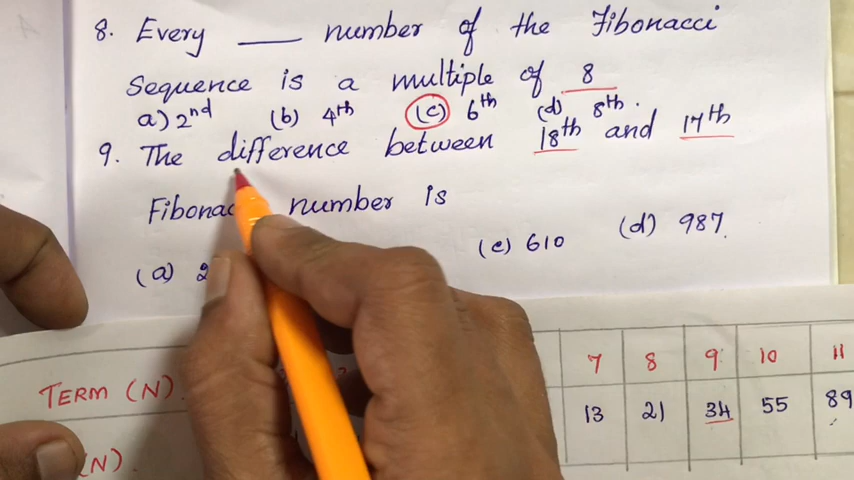 8. Every ___ number of the Fibonacci
Sequence is a multiple of 8
a) 2nd (b) 4th (c) 6th (d) 8th.
9. The difference between 18th and 17th
number is
(a) (c) 610 (d) 987.
TERM (N). 7 8 9 10 11
(N). 13 21 34 55 89